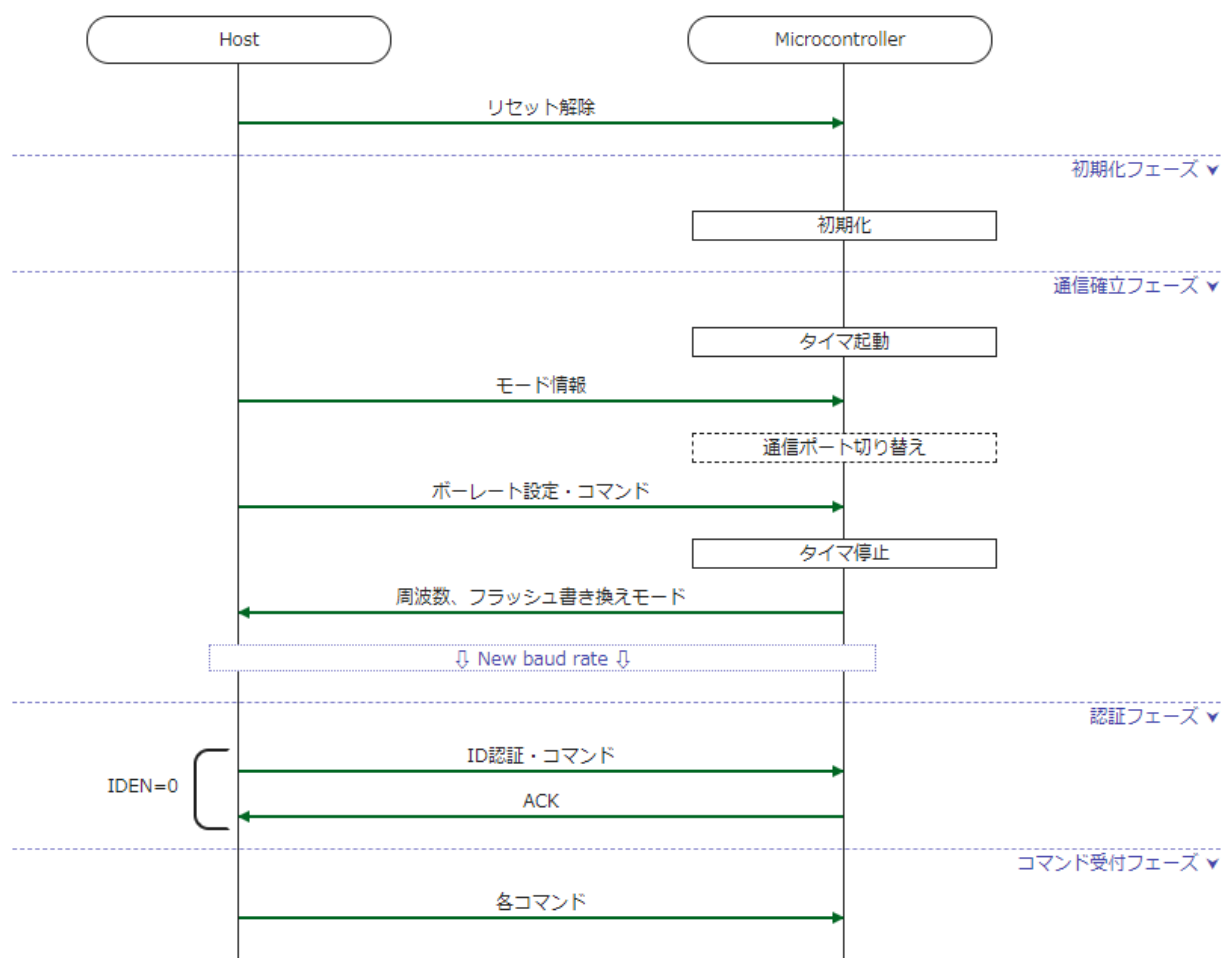 Host
Microcontroller
リセット解除
初期化フェーズ
初期化
通信確立フェーズ
タイマ起動
モード情報
通信ポート切り替え
ボーレート設定・コマンド
タイマ停止
周波数、フラッシュ書き換えモード
⇩ New baud rate ⇩
認証フェーズ
ID認証・コマンド
IDEN=0
ACK
コマンド受付フェーズ
各コマンド